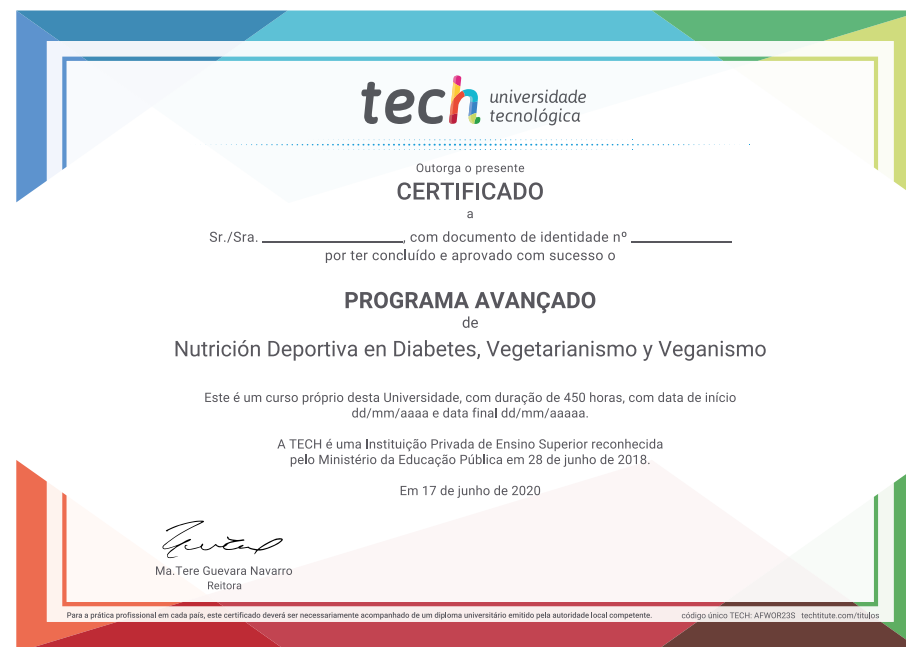 tech universidade
tecnológica
Outorga o presente
CERTIFICADO
a
Sr./Sra. ____________, com documento de identidade nº ____________
por ter concluído e aprovado com sucesso o
PROGRAMA AVANÇADO
de
Nutrición Deportiva en Diabetes, Vegetarianismo y Veganismo
Este é um curso próprio desta Universidade, com duração de 450 horas, com data de início
dd/mm/aaaa e data final dd/mm/aaaaa.
A TECH é uma Instituição Privada de Ensino Superior reconhecida
pelo Ministério da Educação Pública em 28 de junho de 2018.
Em 17 de junho de 2020
Ma.Tere Guevara Navarro
Reitora
Para a prática profissional em cada país, este certificado deverá ser necessariamente acompanhado de um diploma universitário emitido pela autoridade local competente.
código único TECH: AFWOR23S techtitute.com/titulos